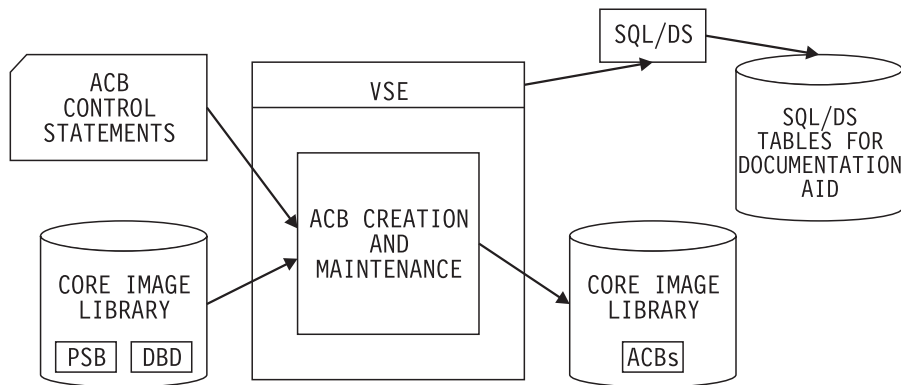 ACB
CONTROL
STATEMENTS
VSE
SQL/DS
SQL/DS
TABLES FOR
DOCUMENTATION
AID
ACB CREATION
AND
MAINTENANCE
CORE IMAGE
LIBRARY
PSB
DBD
CORE IMAGE
LIBRARY
ACBs